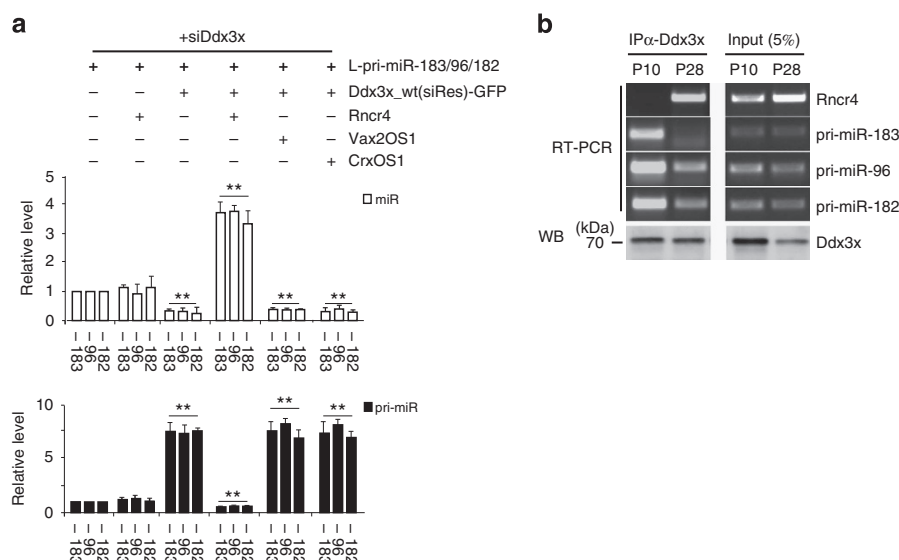 a
+siDdx3x
+ + + + + + L-pri-miR-183/96/182
– – + + + + Ddx3x_wt(siRes)-GFP
– + – + – – Rncr4
– – – – + – Vax2OS1
– – – – – + CrxOS1
5
4
3
2
1
0
Relative level
** ** ** **
miR
–183 –96 –182 –183 –96 –182 –183 –96 –182 –183 –96 –182 –183 –96 –182 –183 –96 –182
10
5
0
Relative level
** ** ** **
pri-miR
–183 –96 –182 –183 –96 –182 –183 –96 –182 –183 –96 –182 –183 –96 –182 –183 –96 –182
b
IPα-Ddx3x Input (5%)
P10 P28 P10 P28
RT-PCR
Rncr4
pri-miR-183
pri-miR-96
pri-miR-182
WB (kDa)
70 –
Ddx3x